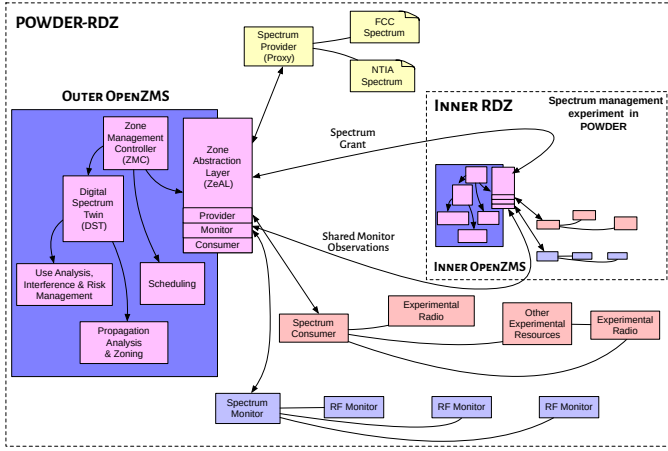 POWDER-RDZ
FCC
Spectrum
Spectrum
Provider
(Proxy)
NTIA
Spectrum
OUTER OPENZMS
INNER RDZ
Spectrum management
experiment in
POWDER
Zone
Management
Controller
(ZMC)
Zone
Abstraction
Layer
(ZeAL)
Spectrum
Grant
Digital
Spectrum
Twin
(DST)
Provider
Monitor
Consumer
Shared Monitor
Observations
INNER OPENZMS
Use Analysis,
Interference & Risk
Management
Scheduling
Propagation
Analysis
& Zoning
Spectrum
Consumer
Experimental
Radio
Other
Experimental
Resources
Experimental
Radio
Spectrum
Monitor
RF Monitor
RF Monitor
RF Monitor